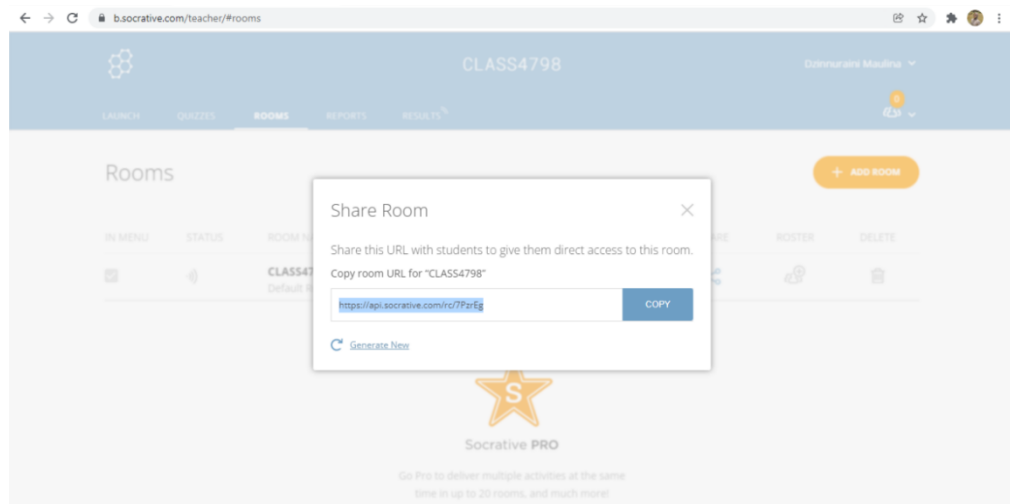 b.socrative.com/teacher/#rooms
CLASS4798
Dzinnuraini Maulina
0
LAUNCH QUIZZES ROOMS REPORTS RESULTS
Rooms
+ ADD ROOM
Share Room
IN MENU STATUS ROOM ROSTER DELETE
Share this URL with students to give them direct access to this room.
Copy room URL for "CLASS4798"
CLASS47
Default
https://api.socrative.com/rc/7PzrEg
COPY
Generate New
S
Socrative PRO
Go Pro to deliver multiple activities at the same
time in up to 20 rooms, and much more!